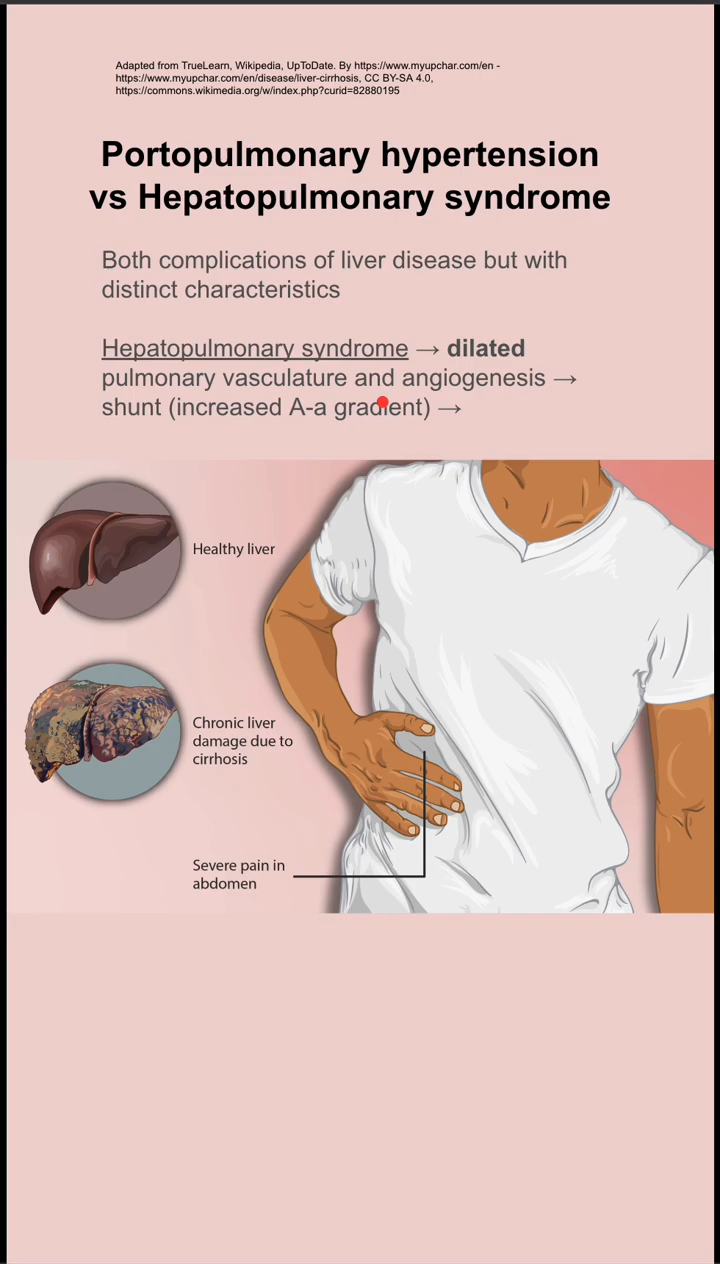 Adapted from TrueLearn, Wikipedia, UpToDate. By https://www.myupchar.com/en -
https://www.myupchar.com/en/disease/liver-cirrhosis, CC BY-SA 4.0,
https://commons.wikimedia.org/w/index.php?curid=82880195
Portopulmonary hypertension
vs Hepatopulmonary syndrome
Both complications of liver disease but with
distinct characteristics
Hepatopulmonary syndrome → dilated
pulmonary vasculature and angiogenesis →
shunt (increased A-a gradient) →
Healthy liver
Chronic liver
damage due to
cirrhosis
Severe pain in
abdomen